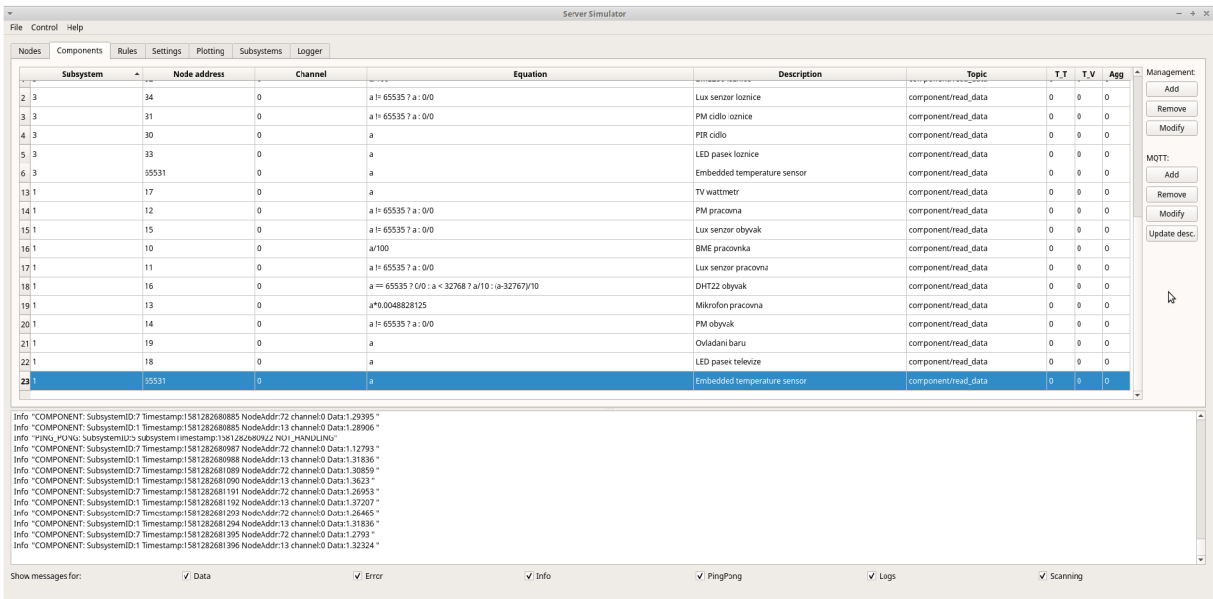 Server Simulator
File Control Help
Nodes Components Rules Settings Plotting Subsystems Logger
Subsystem Node address Channel Equation Description Topic T_T T_V Agg Management:
Add
2 3 34 0 a != 65535 ? a : 0/0 Lux senzor loznice component/read_data 0 0 0
Remove
3 3 31 0 a != 65535 ? a : 0/0 PM cidlo loznice component/read_data 0 0 0
Modify
4 3 30 0 a PIR cidlo component/read_data 0 0 0
5 3 33 0 a LED pasek loznice component/read_data 0 0 0
MQTT:
6 3 65531 0 a Embedded temperature sensor component/read_data 0 0 0
Add
13 1 17 0 a TV wattmetr component/read_data 0 0 0
Remove
14 1 12 0 a != 65535 ? a : 0/0 PM pracovna component/read_data 0 0 0
Modify
15 1 15 0 a != 65535 ? a : 0/0 Lux senzor obyvak component/read_data 0 0 0
Update desc.
16 1 10 0 a/100 BME pracovnka component/read_data 0 0 0
17 1 11 0 a != 65535 ? a : 0/0 Lux senzor pracovna component/read_data 0 0 0
18 1 16 0 a == 65535 ? 0/0 : a < 32768 ? a/10 : (a-32767)/10 DHT22 obyvak component/read_data 0 0 0
19 1 13 0 a*0.0048828125 Mikrofon pracovna component/read_data 0 0 0
20 1 14 0 a != 65535 ? a : 0/0 PM obyvak component/read_data 0 0 0
21 1 19 0 a Ovladani baru component/read_data 0 0 0
22 1 18 0 a LED pasek televize component/read_data 0 0 0
23 1 65531 0 a Embedded temperature sensor component/read_data 0 0 0
Info "COMPONENT: SubsystemID:7 Timestamp:1581282680885 NodeAddr:72 channel:0 Data:1.29395 "
Info "COMPONENT: SubsystemID:1 Timestamp:1581282680885 NodeAddr:13 channel:0 Data:1.28906 "
Info "PING_PONG: SubsystemID:5 subsystemTimestamp:1581282680922 NOT_HANDLING"
Info "COMPONENT: SubsystemID:7 Timestamp:1581282680987 NodeAddr:72 channel:0 Data:1.12793 "
Info "COMPONENT: SubsystemID:1 Timestamp:1581282680988 NodeAddr:13 channel:0 Data:1.31836 "
Info "COMPONENT: SubsystemID:7 Timestamp:1581282681089 NodeAddr:72 channel:0 Data:1.30859 "
Info "COMPONENT: SubsystemID:1 Timestamp:1581282681090 NodeAddr:13 channel:0 Data:1.3623 "
Info "COMPONENT: SubsystemID:7 Timestamp:1581282681191 NodeAddr:72 channel:0 Data:1.26953 "
Info "COMPONENT: SubsystemID:1 Timestamp:1581282681192 NodeAddr:13 channel:0 Data:1.37207 "
Info "COMPONENT: SubsystemID:7 Timestamp:1581282681293 NodeAddr:72 channel:0 Data:1.26465 "
Info "COMPONENT: SubsystemID:1 Timestamp:1581282681294 NodeAddr:13 channel:0 Data:1.31836 "
Info "COMPONENT: SubsystemID:7 Timestamp:1581282681395 NodeAddr:72 channel:0 Data:1.2793 "
Info "COMPONENT: SubsystemID:1 Timestamp:1581282681396 NodeAddr:13 channel:0 Data:1.32324 "
Show messages for: Data Error Info PingPong Logs Scanning